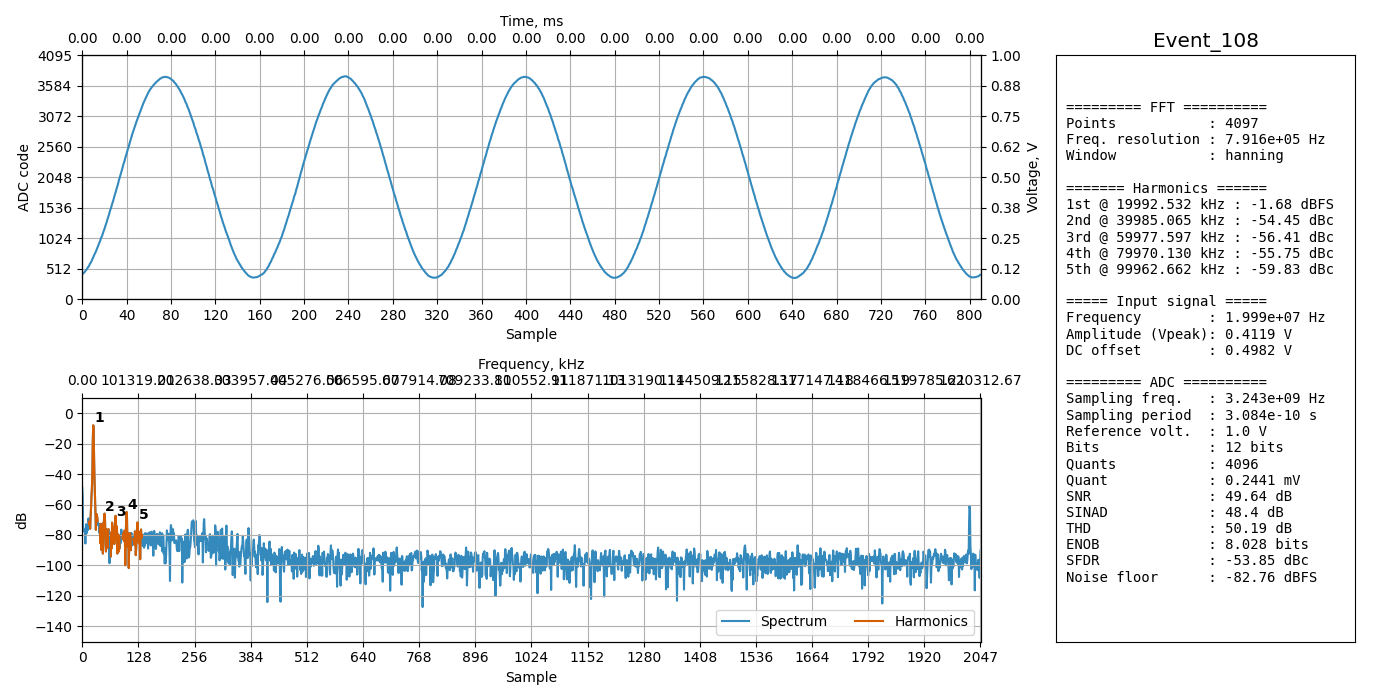 Time, ms
0.00 0.00 0.00 0.00 0.00 0.00 0.00 0.00 0.00 0.00 0.00 0.00 0.00 0.00 0.00 0.00 0.00 0.00 0.00 0.00 0.00
4095 3584 3072 2560 2048 1536 1024 512 0
ADC code
1.00 0.88 0.75 0.62 0.50 0.38 0.25 0.12 0.00
Voltage, V
0 40 80 120 160 200 240 280 320 360 400 440 480 520 560 600 640 680 720 760 800
Sample
Frequency, kHz
0.00
0 −20 −40 −60 −80 −100 −120 −140
dB
1
2
3
4
5
Spectrum
Harmonics
0 128 256 384 512 640 768 896 1024 1152 1280 1408 1536 1664 1792 1920 2047
Sample
Event_108
========= FFT ==========
Points : 4097
Freq. resolution : 7.916e+05 Hz
Window : hanning
======= Harmonics ======
1st @ 19992.532 kHz : -1.68 dBFS
2nd @ 39985.065 kHz : -54.45 dBc
3rd @ 59977.597 kHz : -56.41 dBc
4th @ 79970.130 kHz : -55.75 dBc
5th @ 99962.662 kHz : -59.83 dBc
===== Input signal =====
Frequency : 1.999e+07 Hz
Amplitude (Vpeak): 0.4119 V
DC offset : 0.4982 V
========= ADC ==========
Sampling freq. : 3.243e+09 Hz
Sampling period : 3.084e-10 s
Reference volt. : 1.0 V
Bits : 12 bits
Quants : 4096
Quant : 0.2441 mV
SNR : 49.64 dB
SINAD : 48.4 dB
THD : 50.19 dB
ENOB : 8.028 bits
SFDR : -53.85 dBc
Noise floor : -82.76 dBFS